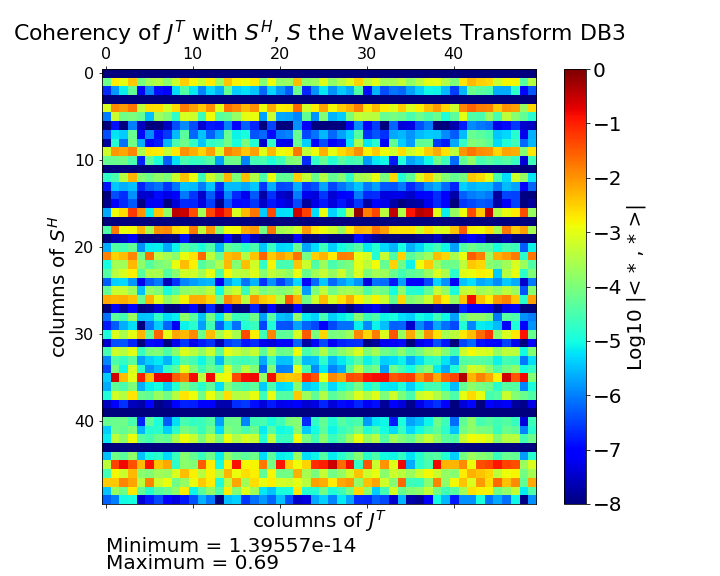 Coherency of J^T with S^H, S the Wavelets Transform DB3
0 10 20 30 40
0
10
20
30
40
columns of S^H
columns of J^T
Minimum = 1.39557e-14
Maximum = 0.69
0
−1
−2
−3
−4
−5
−6
−7
−8
Log10 |< * , * >|